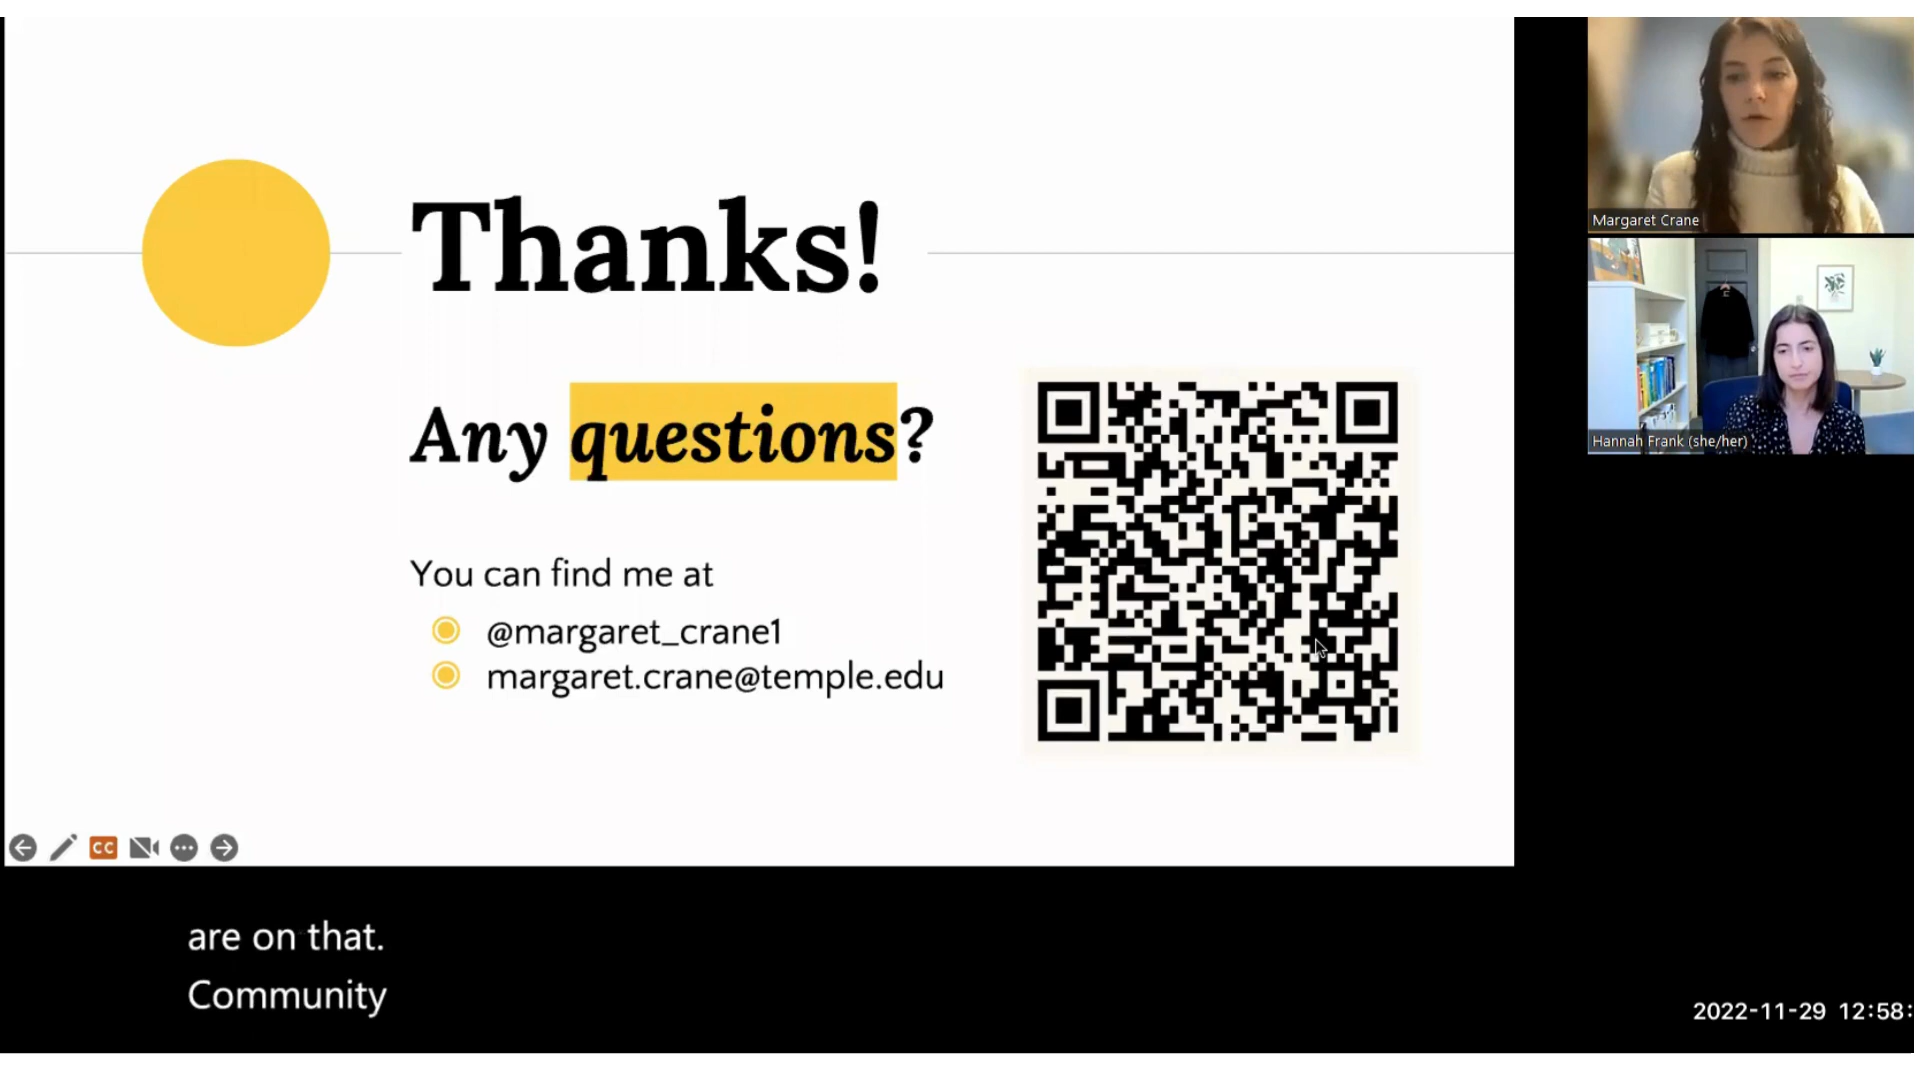 Thanks!
Any questions?
You can find me at
@margaret_crane1
margaret.crane@temple.edu
CC
are on that.
Community
Margaret Crane
Hannah Frank (she/her)
2022-11-29 12:58: